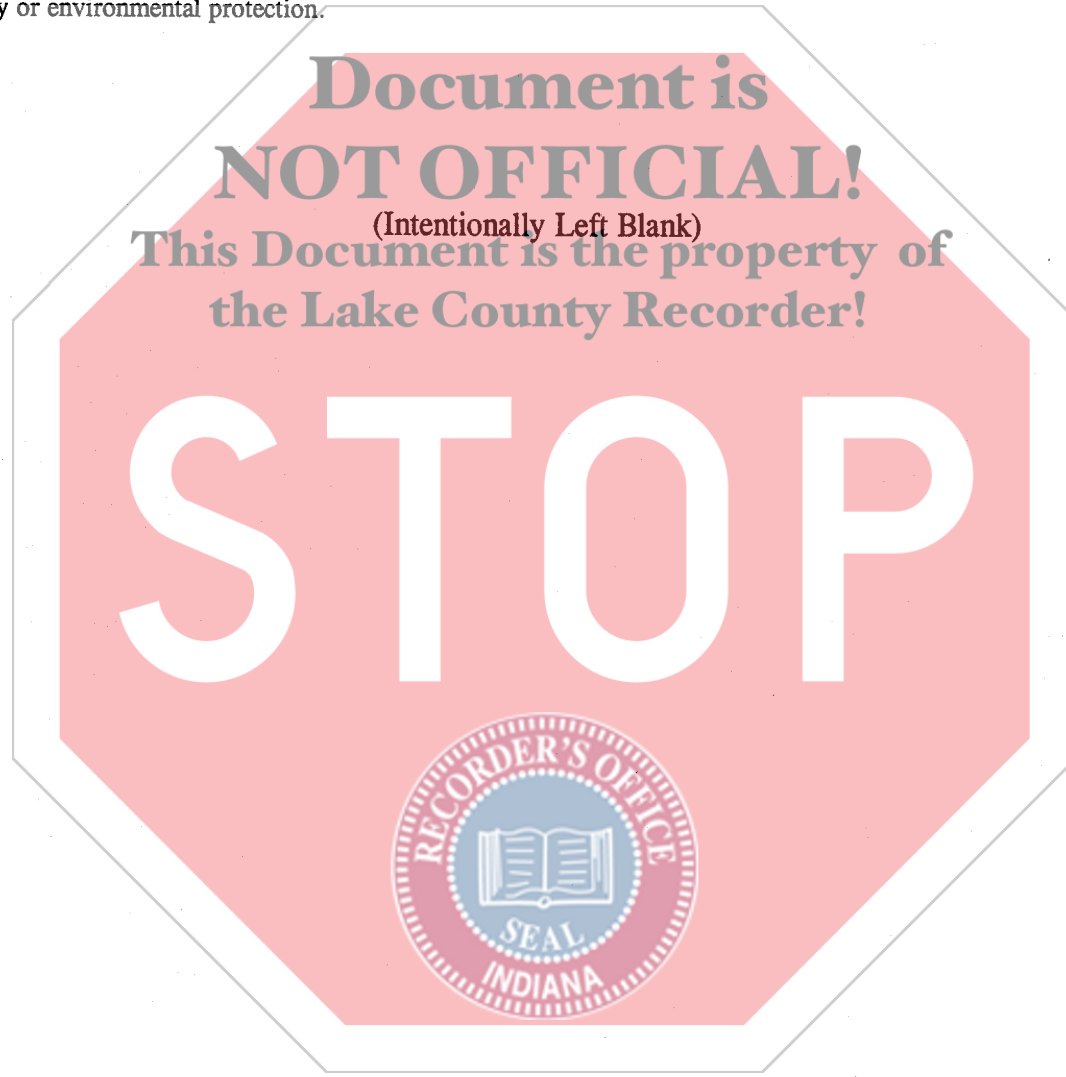 or environmental protection.
Document is
NOT OFFICIAL!
(Intentionally Left Blank)
This Document is the property of
the Lake County Recorder!
STOP
RECORDER'S OFFICE
SEAL
INDIANA